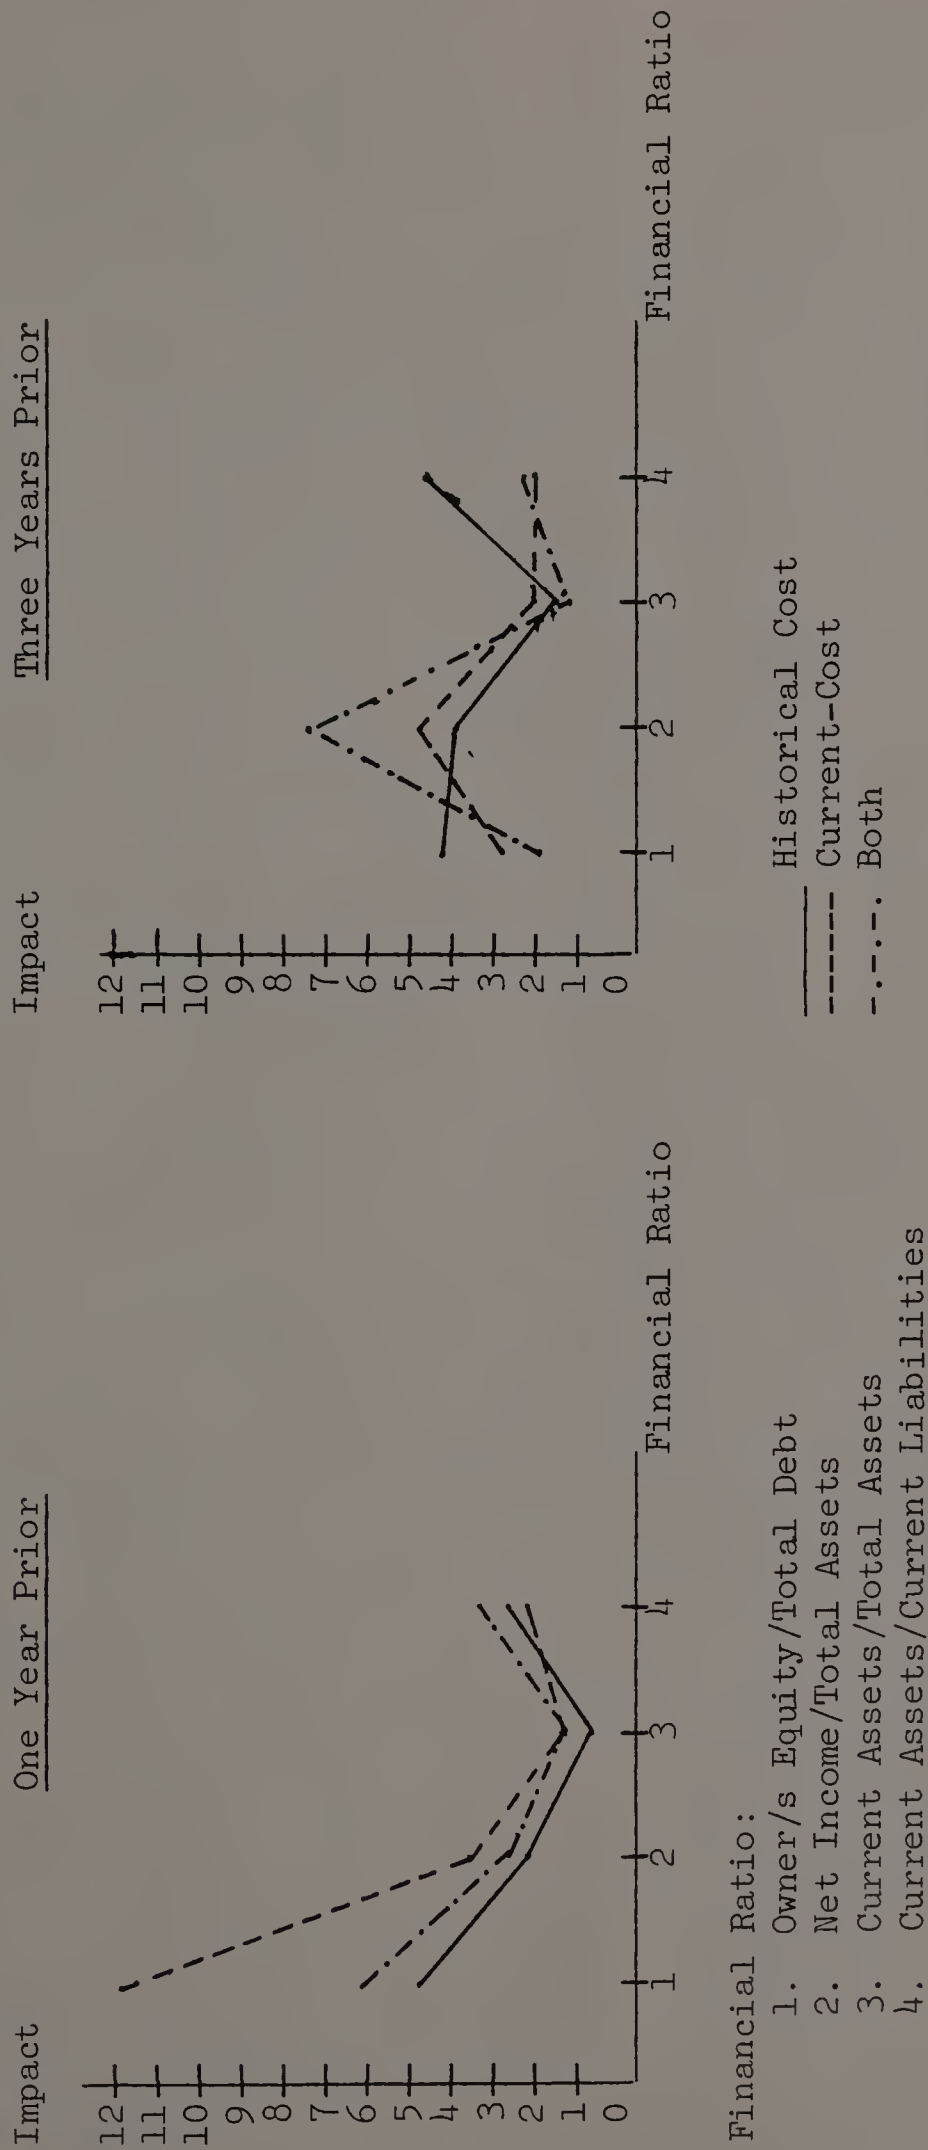 One Year Prior
Impact
12
11
10
9
8
7
6
5
4
3
2
1
0
1 2 3 4
Financial Ratio
Financial Ratio:
1. Owner/s Equity/Total Debt
2. Net Income/Total Assets
3. Current Assets/Total Assets
4. Current Assets/Current Liabilities
Three Years Prior
Impact
12
11
10
9
8
7
6
5
4
3
2
1
0
1 2 3 4
Financial Ratio
Historical Cost
Current-Cost
Both